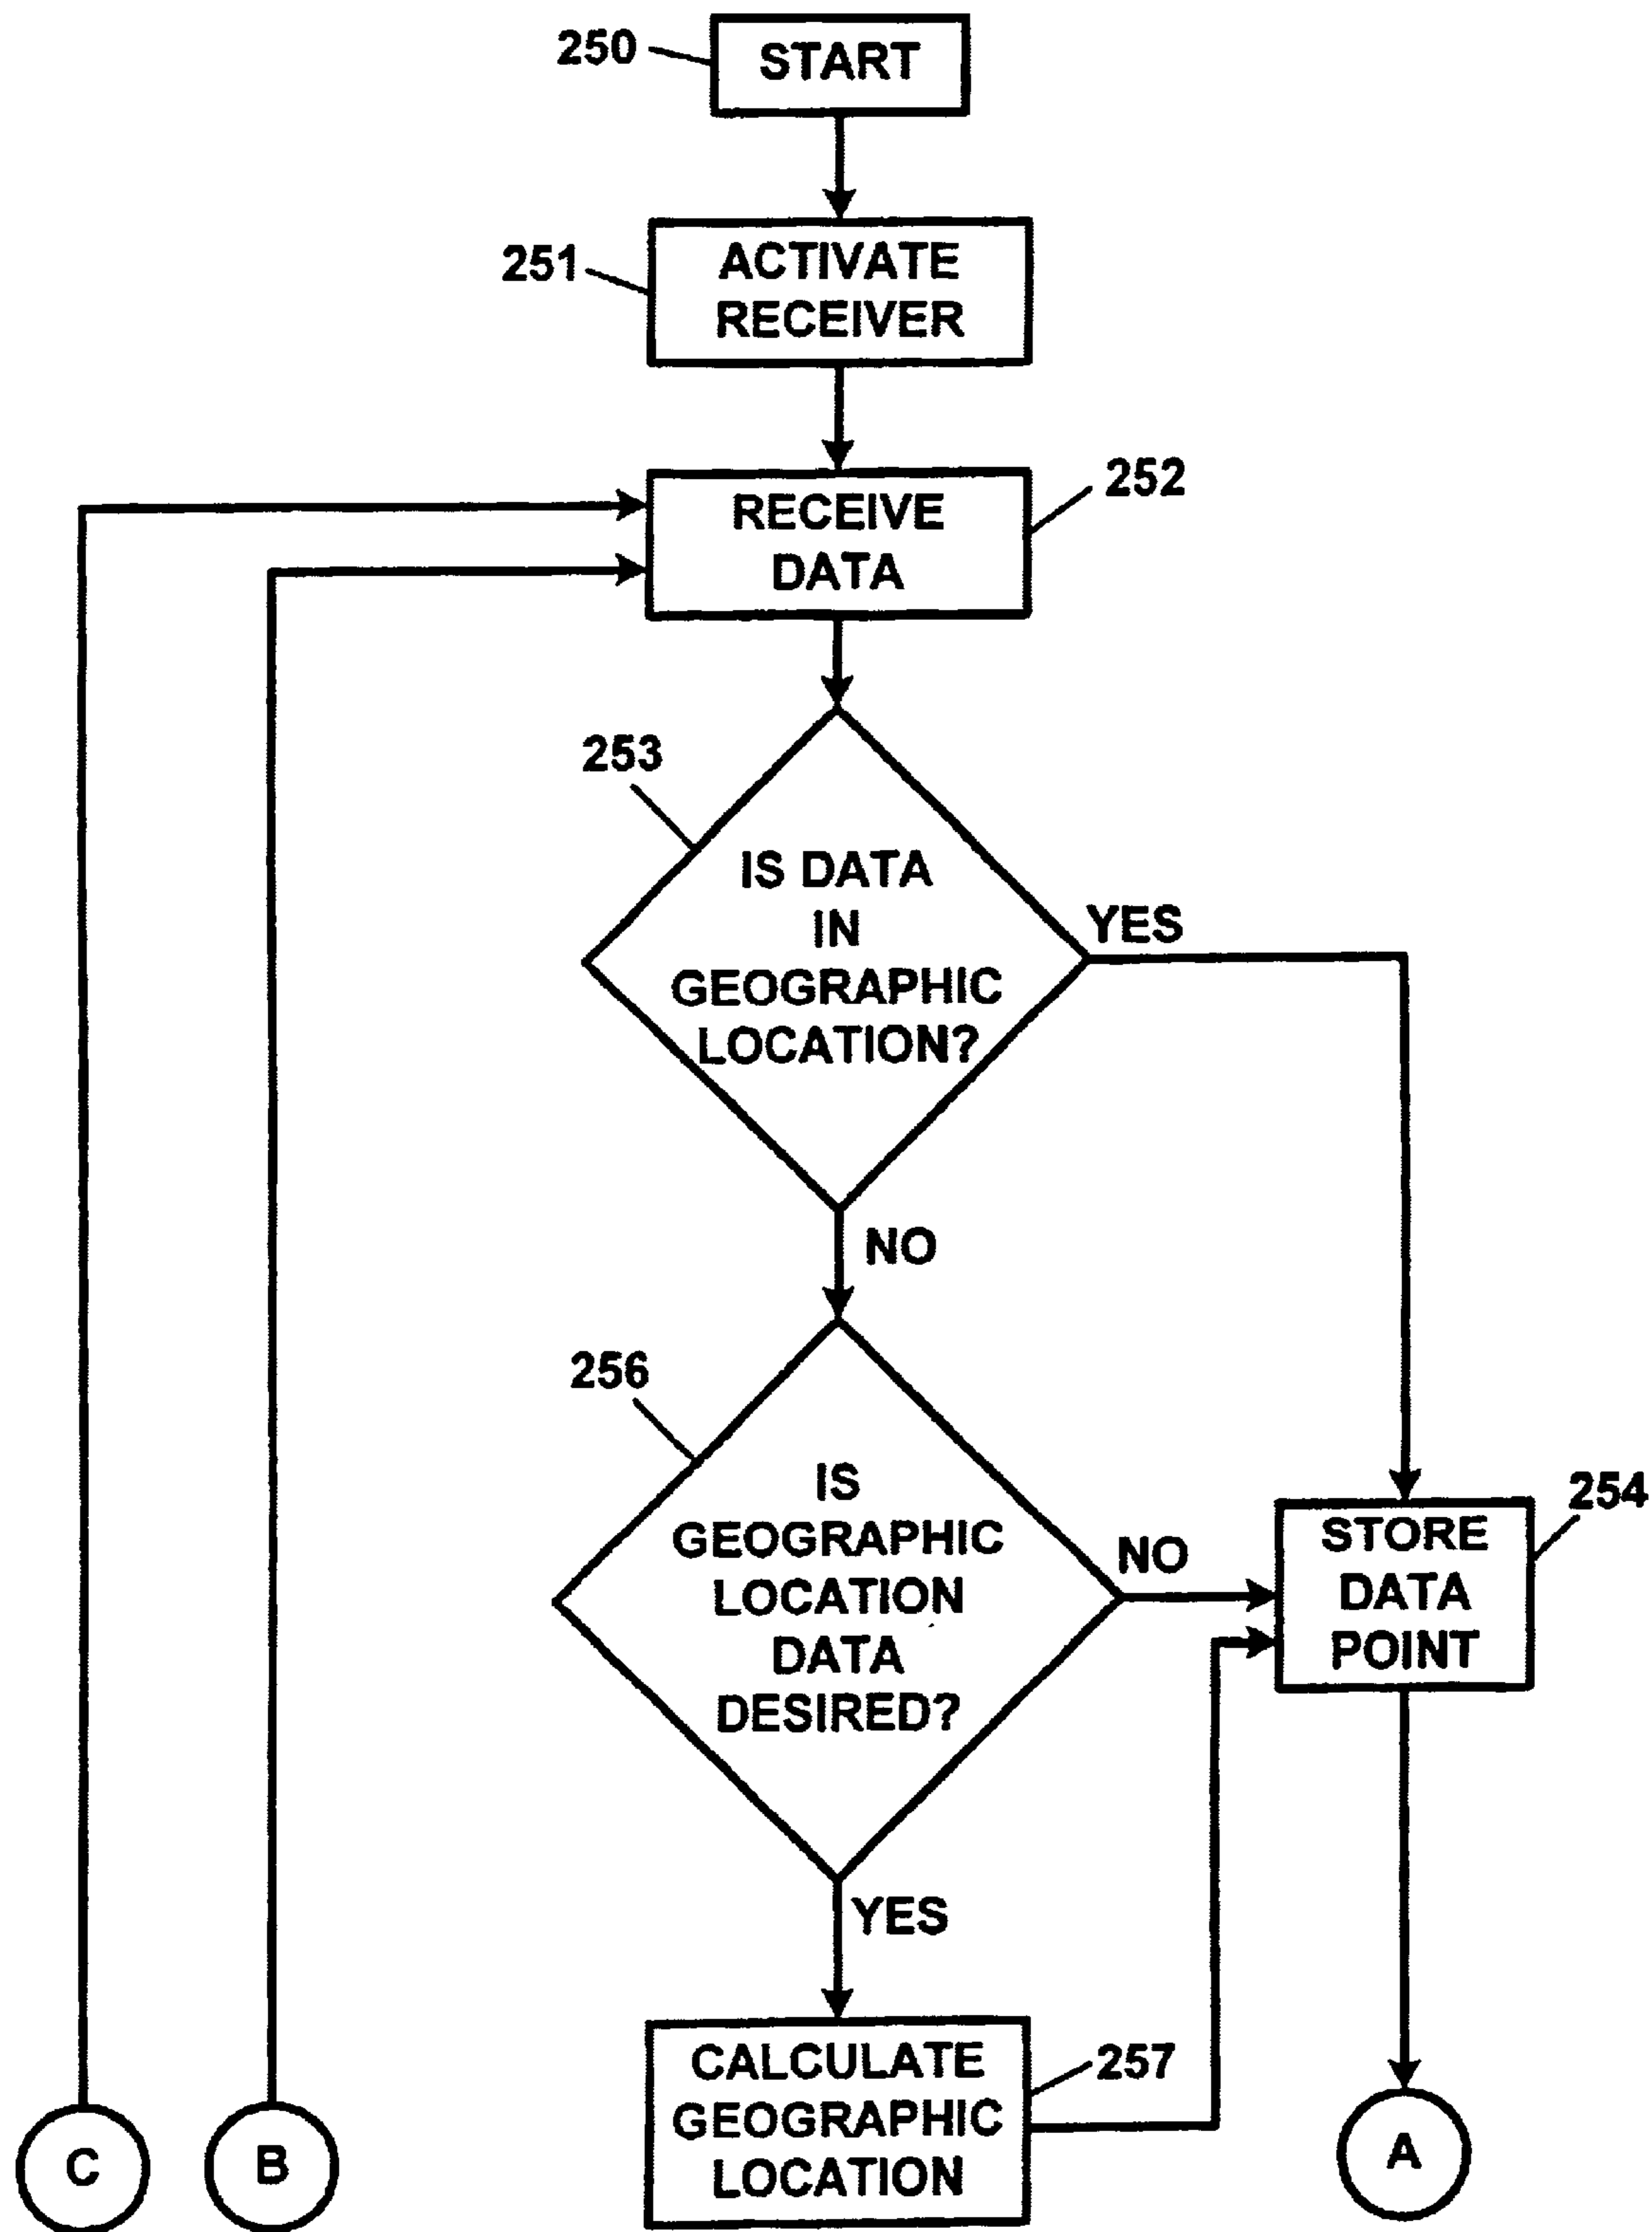 250
START
251
ACTIVATE
RECEIVER
252
RECEIVE
DATA
253
IS DATA
IN
GEOGRAPHIC
LOCATION?
YES
NO
256
IS
GEOGRAPHIC
LOCATION
DATA
DESIRED?
NO
254
STORE
DATA
POINT
YES
CALCULATE
GEOGRAPHIC
LOCATION
257
C
B
A